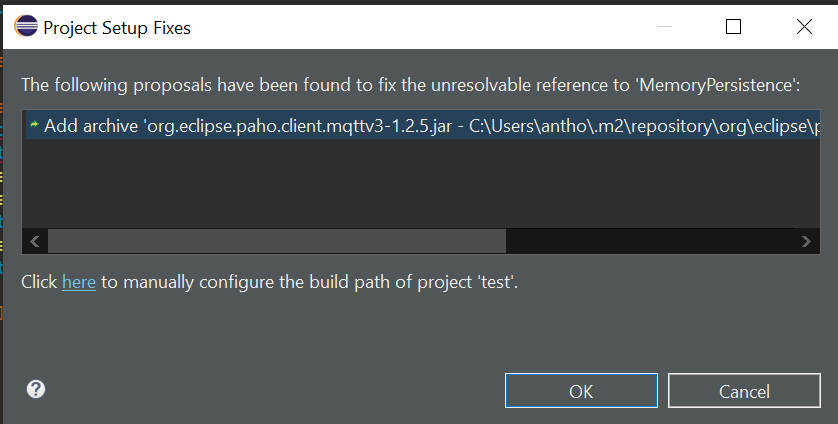 Project Setup Fixes
The following proposals have been found to fix the unresolvable reference to 'MemoryPersistence':
Add archive 'org.eclipse.paho.client.mqttv3-1.2.5.jar - C:\Users\antho\.m2\repository\org\eclipse\p
Click here to manually configure the build path of project 'test'.
?
OK Cancel